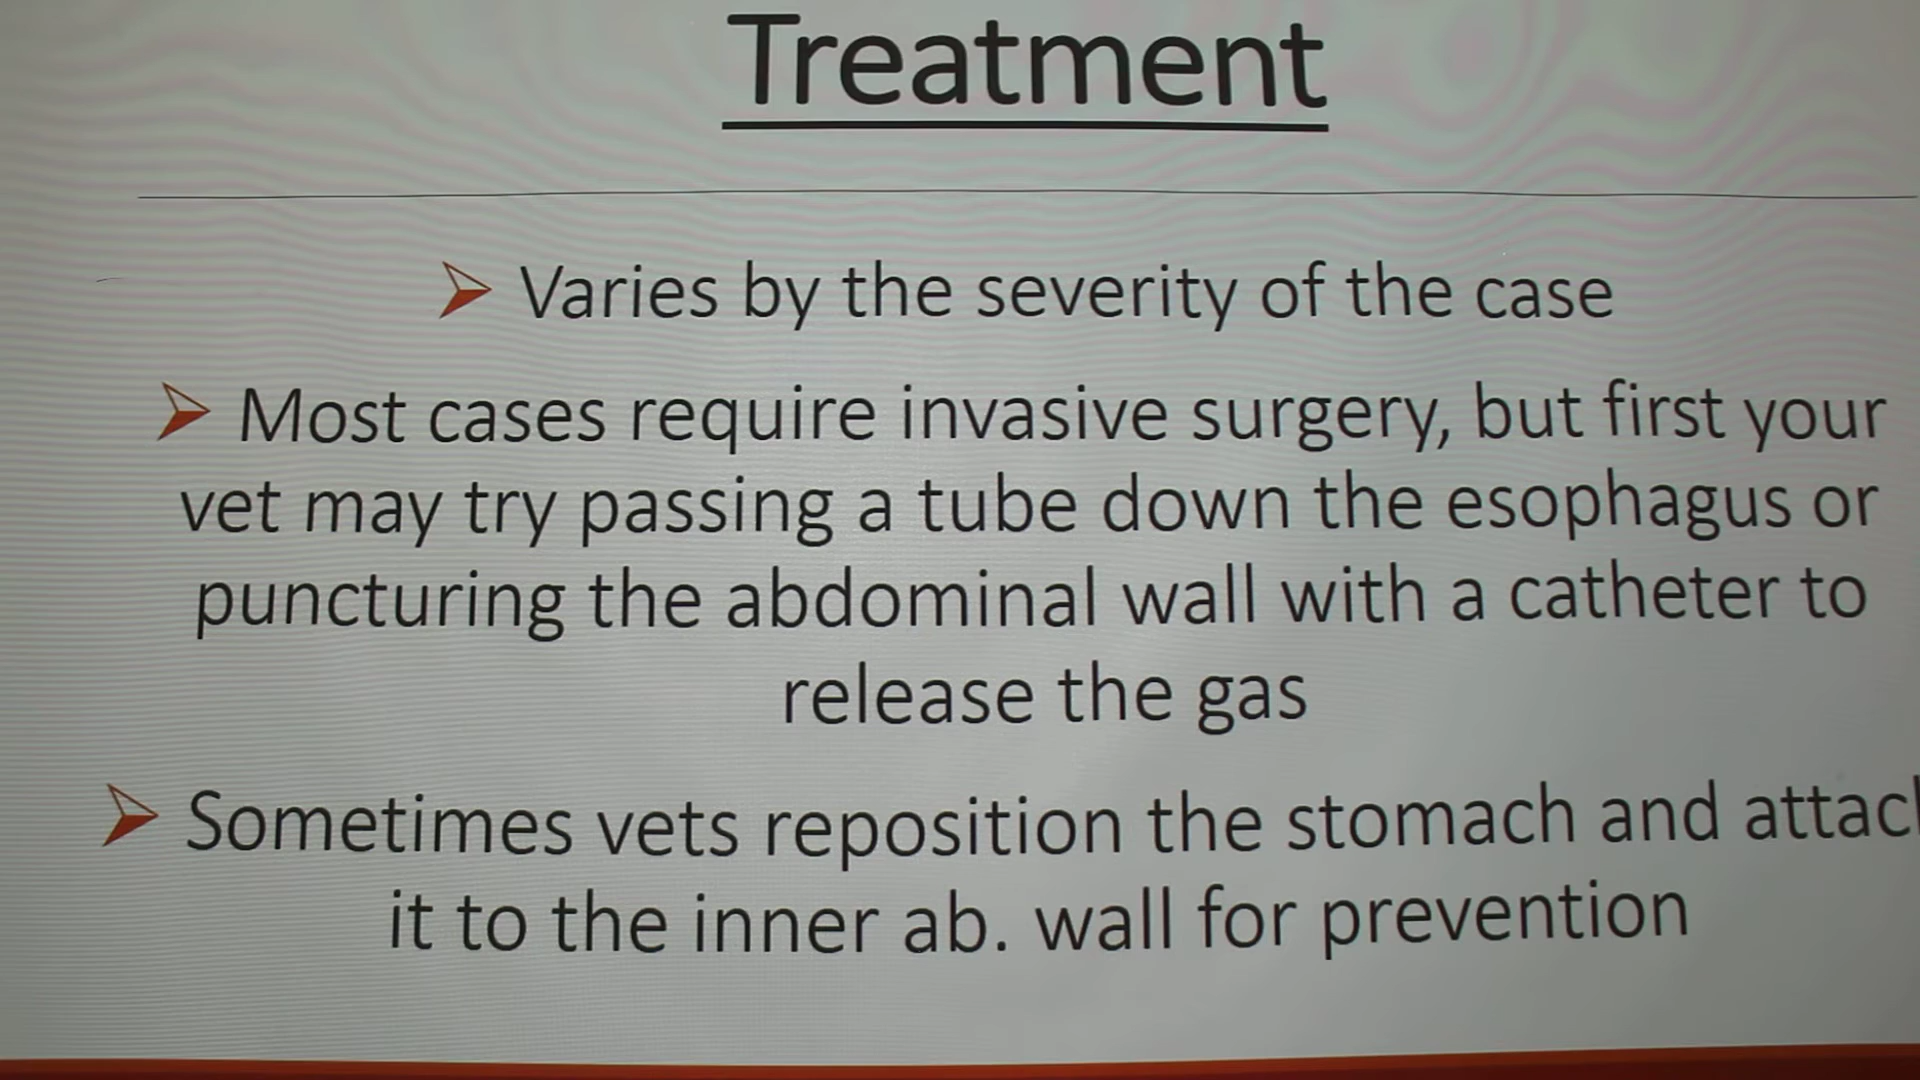 Treatment
Varies by the severity of the case
Most cases require invasive surgery, but first your
vet may try passing a tube down the esophagus or
puncturing the abdominal wall with a catheter to
release the gas
Sometimes vets reposition the stomach and attach
it to the inner ab. wall for prevention